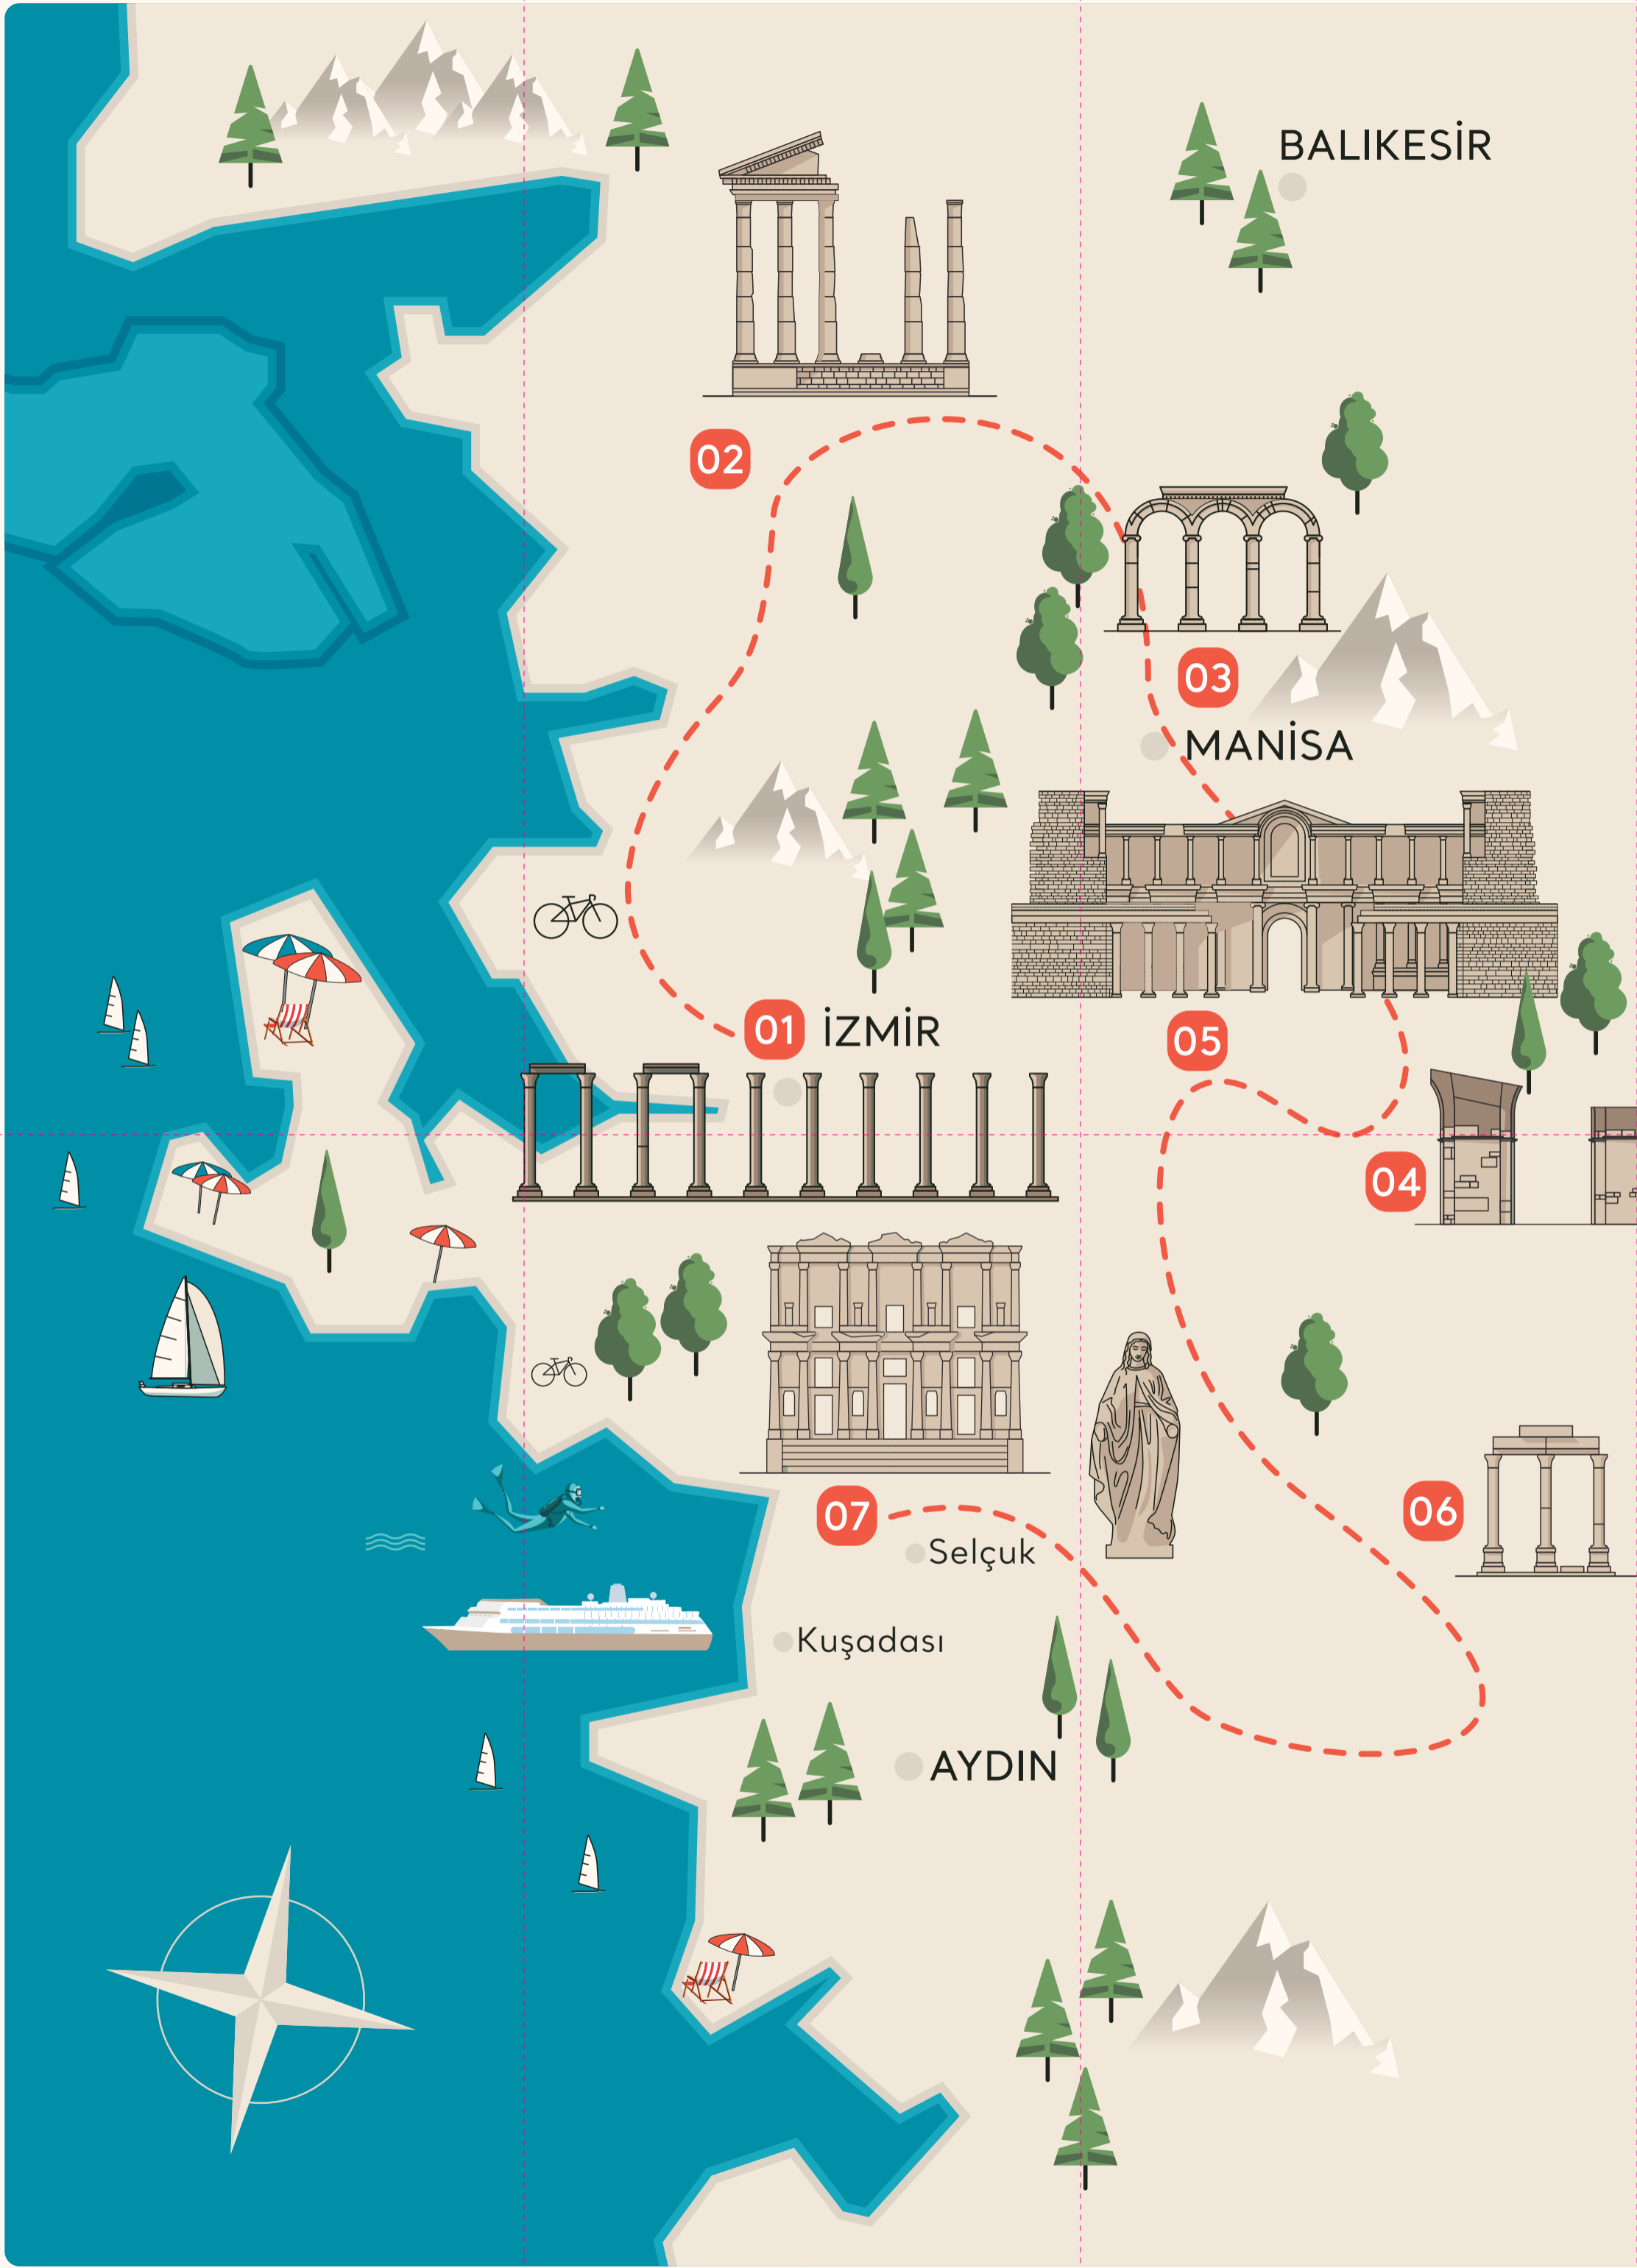 BALIKESİR
02
03
MANİSA
01 İZMİR
05
04
06
07
Selçuk
Kuşadası
AYDIN